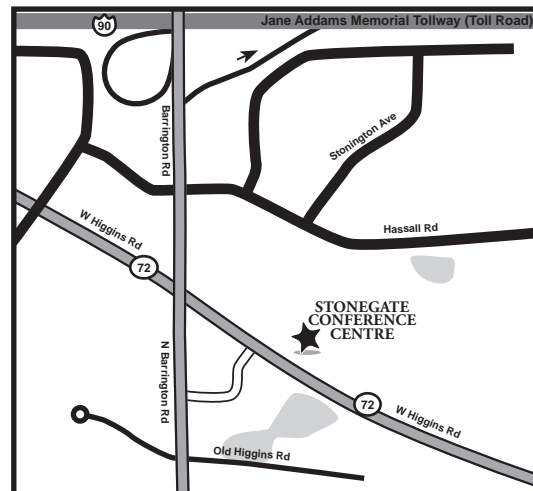 Jane Addams Memorial Tollway (Toll Road)
90
Barrington Rd
Stonington Ave
W Higgins Rd
Hassall Rd
72
STONEGATE
CONFERENCE
CENTRE
N Barrington Rd
72
W Higgins Rd
Old Higgins Rd